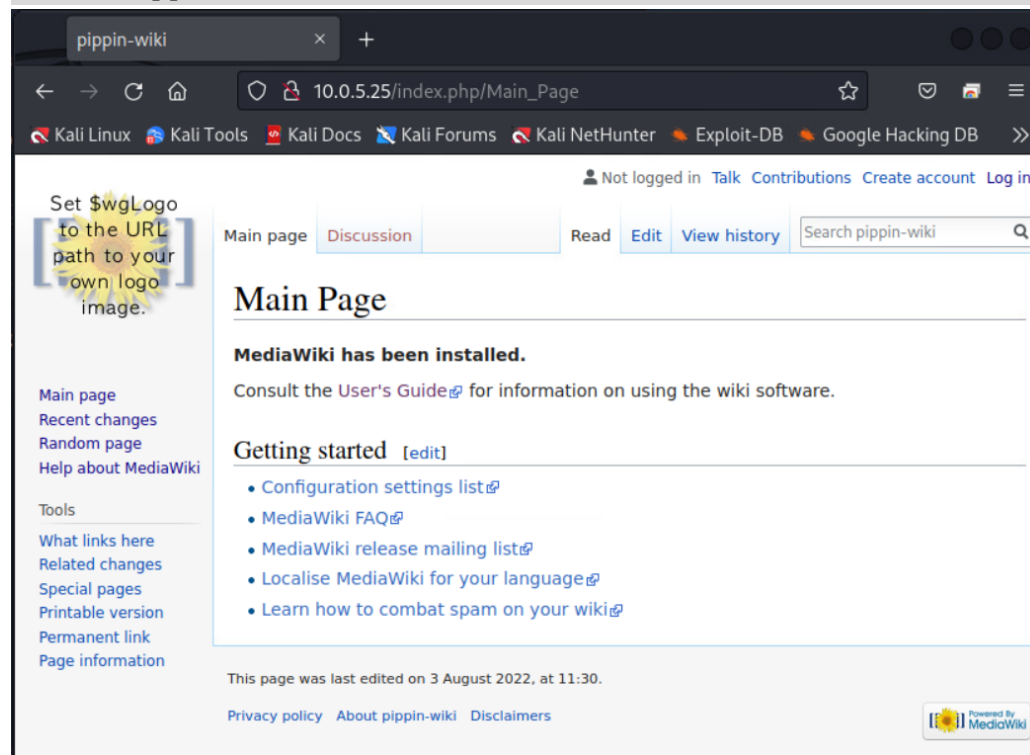 pippin-wiki
10.0.5.25/index.php/Main_Page
Kali Linux Kali Tools Kali Docs Kali Forums Kali NetHunter Exploit-DB Google Hacking DB
Not logged in Talk Contributions Create account Log in
Set $wgLogo
to the URL
path to your
own logo
image.
Main page Discussion Read Edit View history Search pippin-wiki
Main Page
MediaWiki has been installed.
Consult the User's Guide for information on using the wiki software.
Main page
Recent changes
Random page
Help about MediaWiki
Getting started [edit]
• Configuration settings list
• MediaWiki FAQ
• MediaWiki release mailing list
• Localise MediaWiki for your language
• Learn how to combat spam on your wiki
Tools
What links here
Related changes
Special pages
Printable version
Permanent link
Page information
This page was last edited on 3 August 2022, at 11:30.
Privacy policy About pippin-wiki Disclaimers
Powered By
MediaWiki